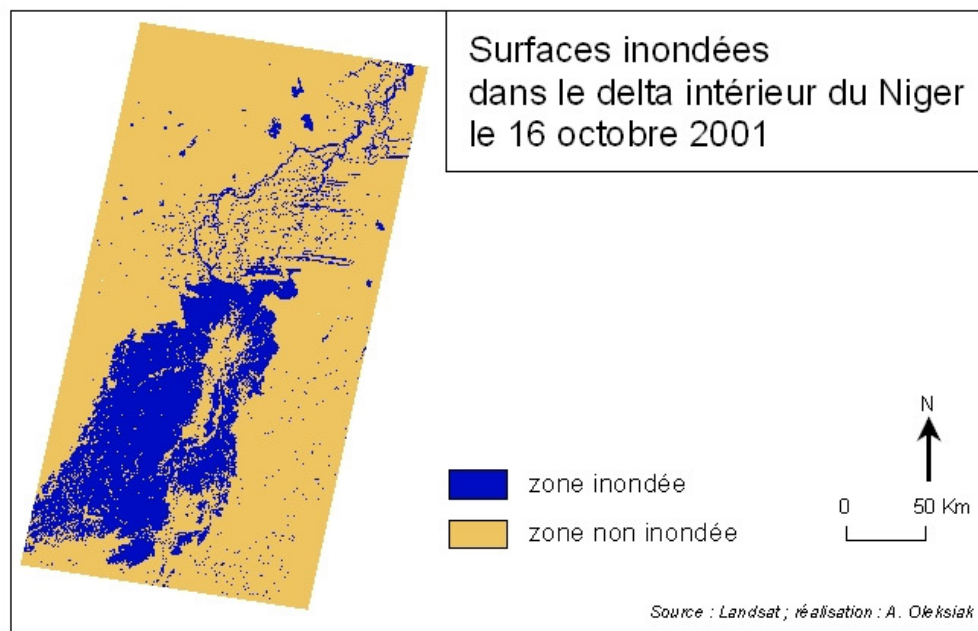 Surfaces inondées
dans le delta intérieur du Niger
le 16 octobre 2001
N
zone inondée
0 50 Km
zone non inondée
Source : Landsat ; réalisation : A. Oleksiak